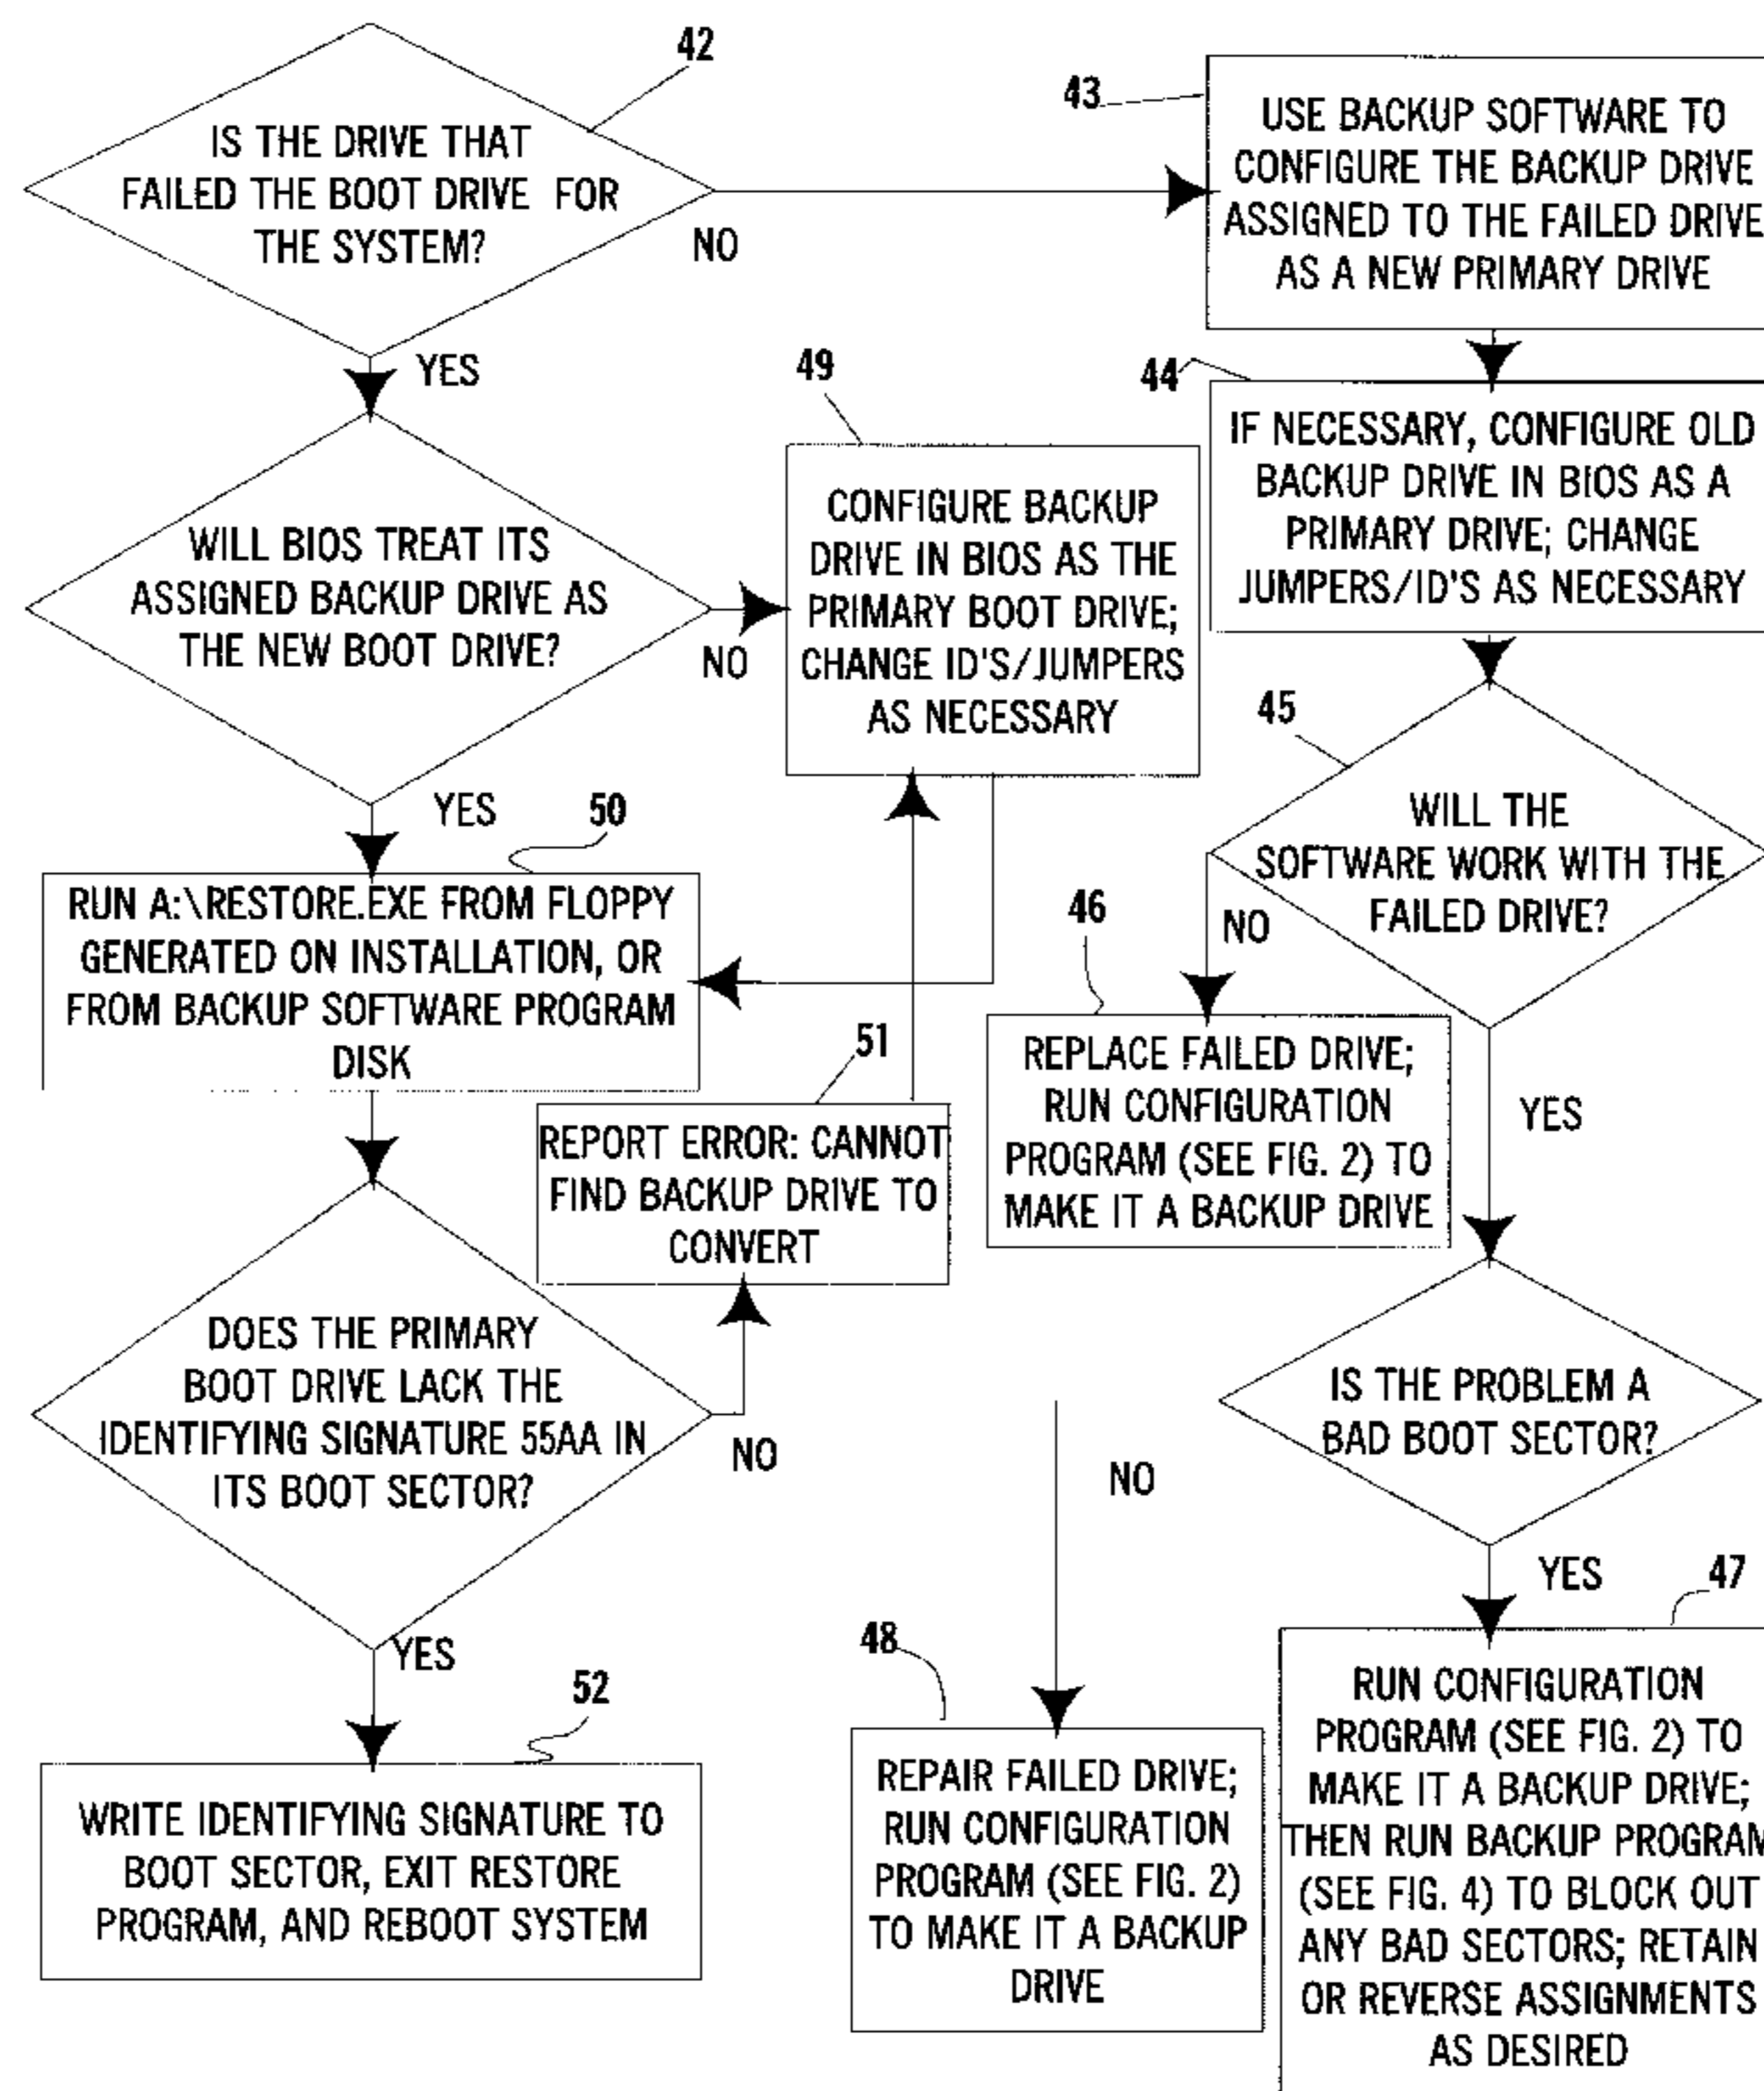 42
IS THE DRIVE THAT
FAILED THE BOOT DRIVE FOR
THE SYSTEM?
NO
YES
43
USE BACKUP SOFTWARE TO
CONFIGURE THE BACKUP DRIVE
ASSIGNED TO THE FAILED DRIVE
AS A NEW PRIMARY DRIVE
44
IF NECESSARY, CONFIGURE OLD
BACKUP DRIVE IN BIOS AS A
PRIMARY DRIVE; CHANGE
JUMPERS/ID'S AS NECESSARY
WILL BIOS TREAT ITS
ASSIGNED BACKUP DRIVE AS
THE NEW BOOT DRIVE?
NO
YES
49
CONFIGURE BACKUP
DRIVE IN BIOS AS THE
PRIMARY BOOT DRIVE;
CHANGE ID'S/JUMPERS
AS NECESSARY
45
WILL THE
SOFTWARE WORK WITH THE
FAILED DRIVE?
NO
YES
50
RUN A:\RESTORE.EXE FROM FLOPPY
GENERATED ON INSTALLATION, OR
FROM BACKUP SOFTWARE PROGRAM
DISK
51
REPORT ERROR: CANNOT
FIND BACKUP DRIVE TO
CONVERT
46
REPLACE FAILED DRIVE;
RUN CONFIGURATION
PROGRAM (SEE FIG. 2) TO
MAKE IT A BACKUP DRIVE
DOES THE PRIMARY
BOOT DRIVE LACK THE
IDENTIFYING SIGNATURE 55AA IN
ITS BOOT SECTOR?
NO
YES
IS THE PROBLEM A
BAD BOOT SECTOR?
NO
YES
52
WRITE IDENTIFYING SIGNATURE TO
BOOT SECTOR, EXIT RESTORE
PROGRAM, AND REBOOT SYSTEM
48
REPAIR FAILED DRIVE;
RUN CONFIGURATION
PROGRAM (SEE FIG. 2)
TO MAKE IT A BACKUP
DRIVE
47
RUN CONFIGURATION
PROGRAM (SEE FIG. 2) TO
MAKE IT A BACKUP DRIVE;
THEN RUN BACKUP PROGRAM
(SEE FIG. 4) TO BLOCK OUT
ANY BAD SECTORS; RETAIN
OR REVERSE ASSIGNMENTS
AS DESIRED